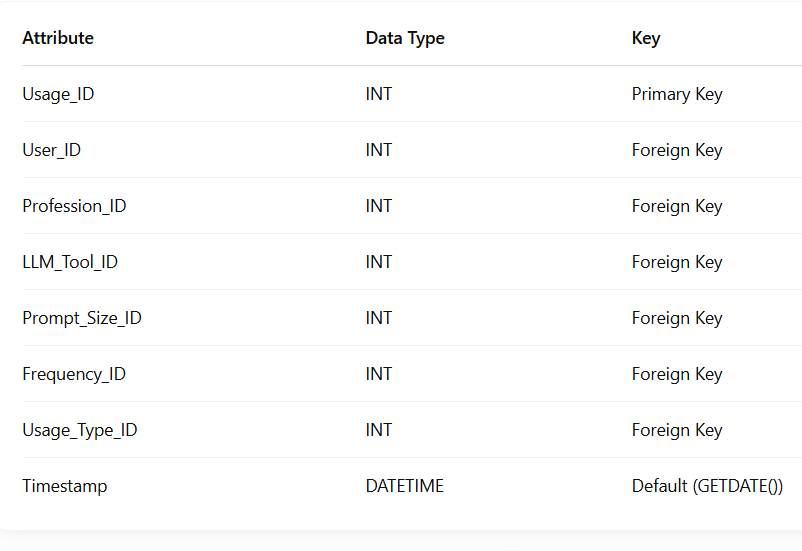 Attribute Data Type Key
Usage_ID INT Primary Key
User_ID INT Foreign Key
Profession_ID INT Foreign Key
LLM_Tool_ID INT Foreign Key
Prompt_Size_ID INT Foreign Key
Frequency_ID INT Foreign Key
Usage_Type_ID INT Foreign Key
Timestamp DATETIME Default (GETDATE())